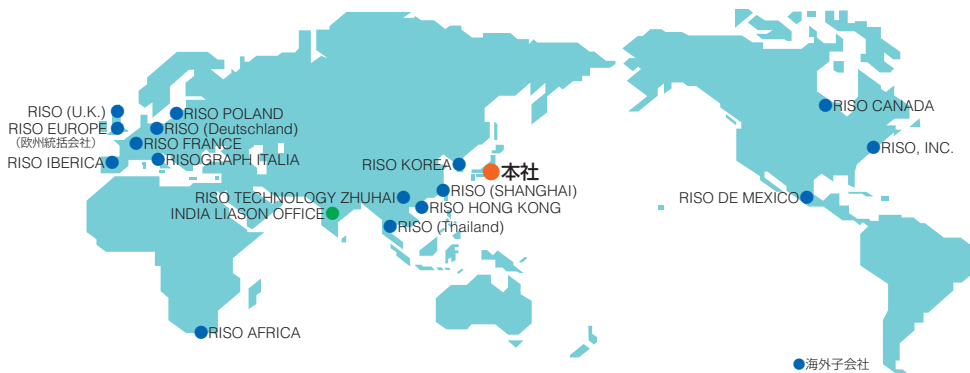 RISO (U.K.)
RISO EUROPE
（欧州統括会社）
RISO IBERICA
RISO POLAND
RISO (Deutschland)
RISO FRANCE
RISOGRAPH ITALIA
RISO KOREA
本社
RISO TECHNOLOGY ZHUHAI
RISO (SHANGHAI)
INDIA LIASON OFFICE
RISO HONG KONG
RISO (Thailand)
RISO AFRICA
RISO CANADA
RISO, INC.
RISO DE MEXICO
海外子会社